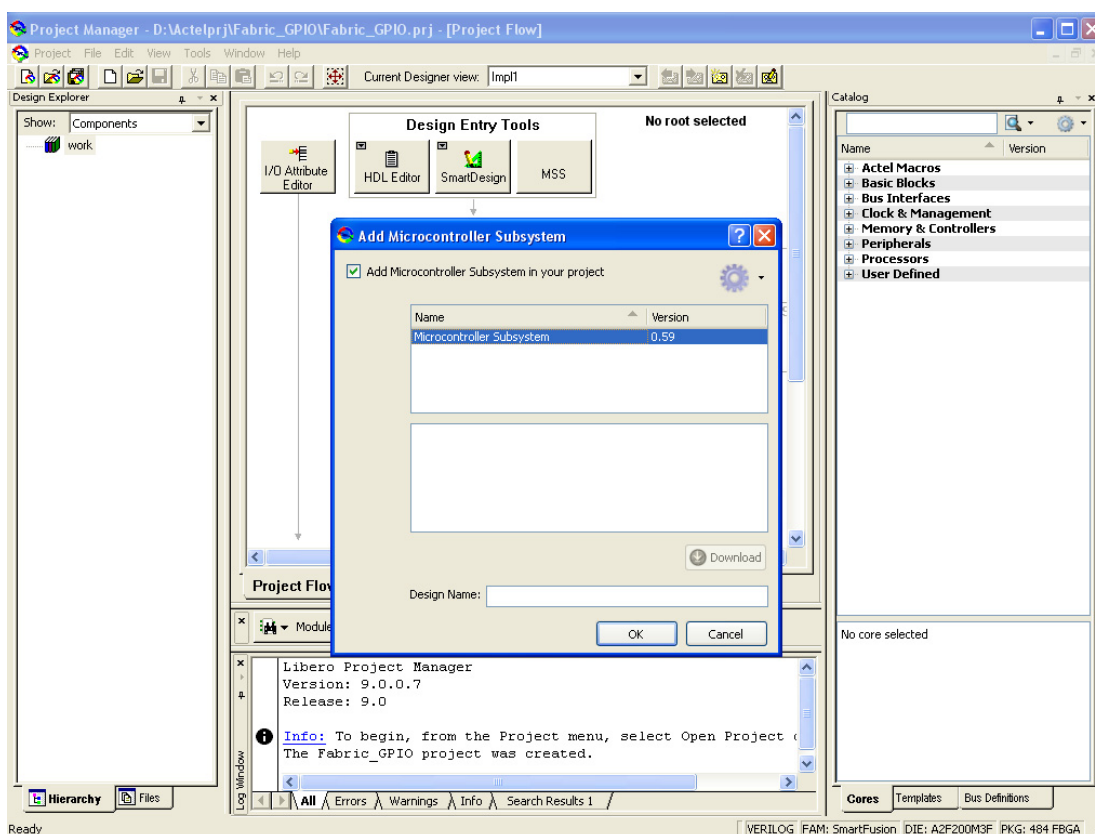 Project Manager - D:\Actelprj\Fabric_GPIO\Fabric_GPIO.prj - [Project Flow]
Project File Edit View Tools Window Help
Current Designer view: Impl1
Design Explorer
Show: Components
work
Design Entry Tools
No root selected
I/O Attribute
Editor
HDL Editor
SmartDesign
MSS
Catalog
Name Version
Actel Macros
Basic Blocks
Bus Interfaces
Clock & Management
Memory & Controllers
Peripherals
Processors
User Defined
Add Microcontroller Subsystem
Add Microcontroller Subsystem in your project
Name Version
Microcontroller Subsystem 0.59
Download
Design Name:
OK Cancel
Project Flo
Module
No core selected
Libero Project Manager
Version: 9.0.0.7
Release: 9.0
Info: To begin, from the Project menu, select Open Project
The Fabric_GPIO project was created.
Log Window
All Errors Warnings Info Search Results 1
Hierarchy Files
Cores Templates Bus Definitions
Ready
VERILOG FAM: SmartFusion DIE: A2F200M3F PKG: 484 FBGA